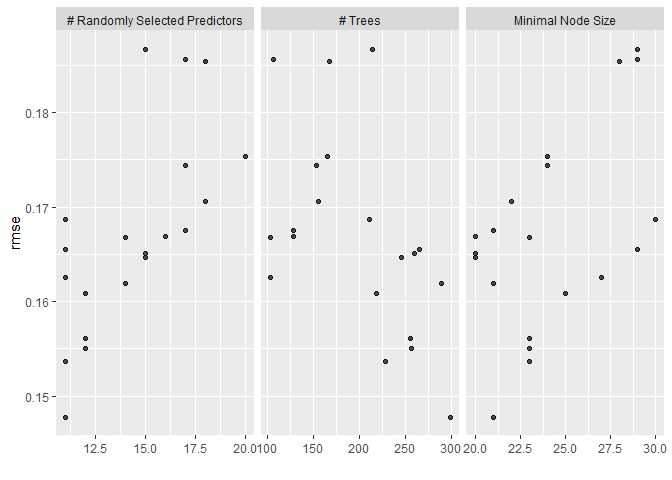 # Randomly Selected Predictors
# Trees
Minimal Node Size
rmse
0.18
0.17
0.16
0.15
12.5 15.0 17.5 20.0
100 150 200 250 300
20.0 22.5 25.0 27.5 30.0